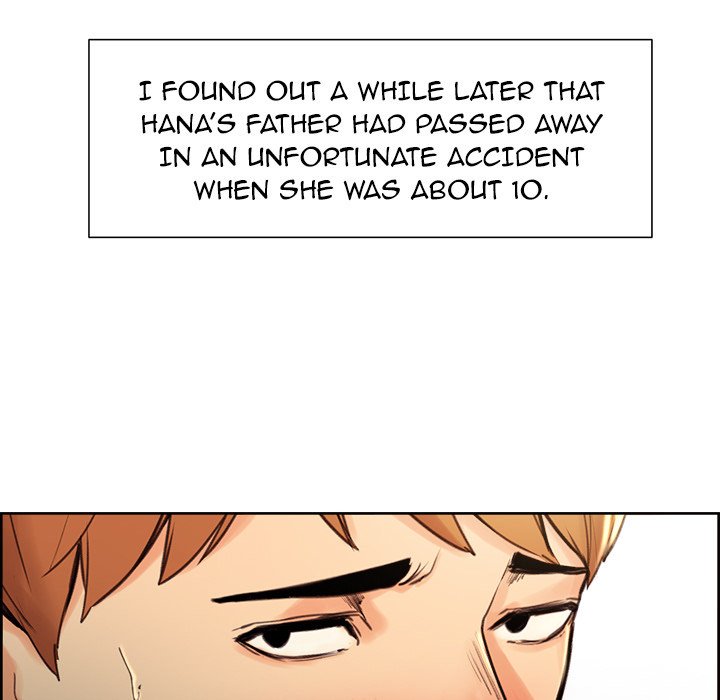 I FOUND OUT A WHILE LATER THAT
HANA'S FATHER HAD PASSED AWAY
IN AN UNFORTUNATE ACCIDENT
WHEN SHE WAS ABOUT 10.